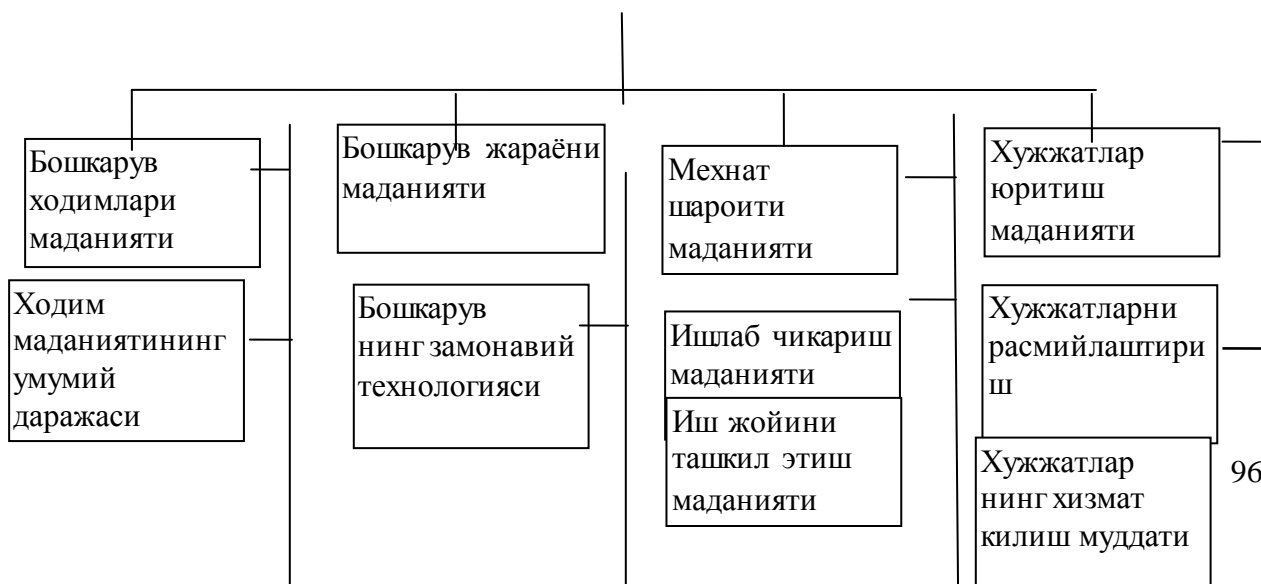 Бошкарув
ходимлари
маданияти
Бошкарув жараёни
маданияти
Мехнат
шароити
маданияти
Хужжатлар
юритиш
маданияти
Ходим
маданиятининг
умумий
даражаси
Бошкарув
нинг замонавий
технологияси
Ишлаб чикариш
маданияти
Иш жойини
ташкил этиш
маданияти
Хужжатларни
расмийлаштири
ш
Хужжатлар
нинг хизмат
килиш муддати
96